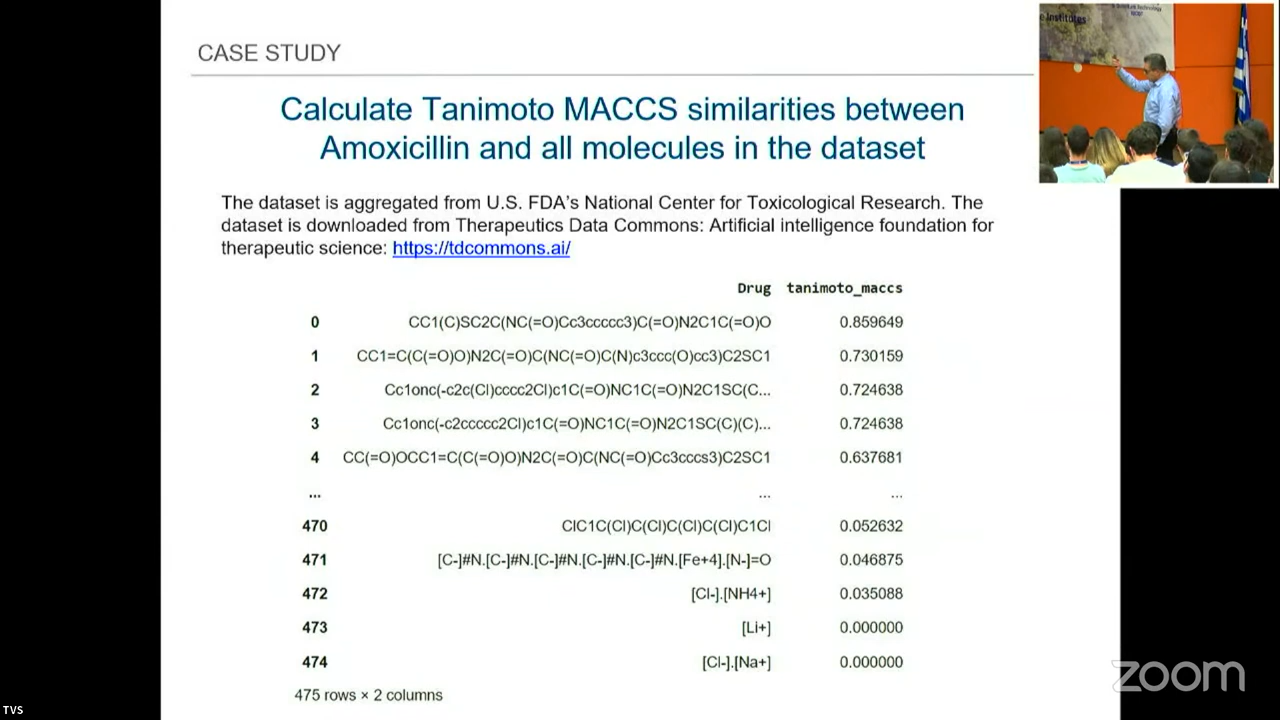 CASE STUDY
Calculate Tanimoto MACCS similarities between
Amoxicillin and all molecules in the dataset
The dataset is aggregated from U.S. FDA's National Center for Toxicological Research. The
dataset is downloaded from Therapeutics Data Commons: Artificial intelligence foundation for
therapeutic science: https://tdcommons.ai/
Drug tanimoto_maccs
0 CC1(C)SC2C(NC(=O)Cc3ccccc3)C(=O)N2C1C(=O)O 0.859649
1 CC1=C(C(=O)O)N2C(=O)C(NC(=O)C(N)c3ccc(O)cc3)C2SC1 0.730159
2 Cc1onc(-c2c(Cl)cccc2Cl)c1C(=O)NC1C(=O)N2C1SC(C... 0.724638
3 Cc1onc(-c2ccccc2Cl)c1C(=O)NC1C(=O)N2C1SC(C)(C)... 0.724638
4 CC(=O)OCC1=C(C(=O)O)N2C(=O)C(NC(=O)Cc3cccs3)C2SC1 0.637681
... ... ...
470 ClC1C(Cl)C(Cl)C(Cl)C(Cl)C1Cl 0.052632
471 [C-]#N.[C-]#N.[C-]#N.[C-]#N.[C-]#N.[Fe+4].[N-]=O 0.046875
472 [Cl-].[NH4+] 0.035088
473 [Li+] 0.000000
474 [Cl-].[Na+] 0.000000
475 rows × 2 columns
e Institutes
zoom
TVS